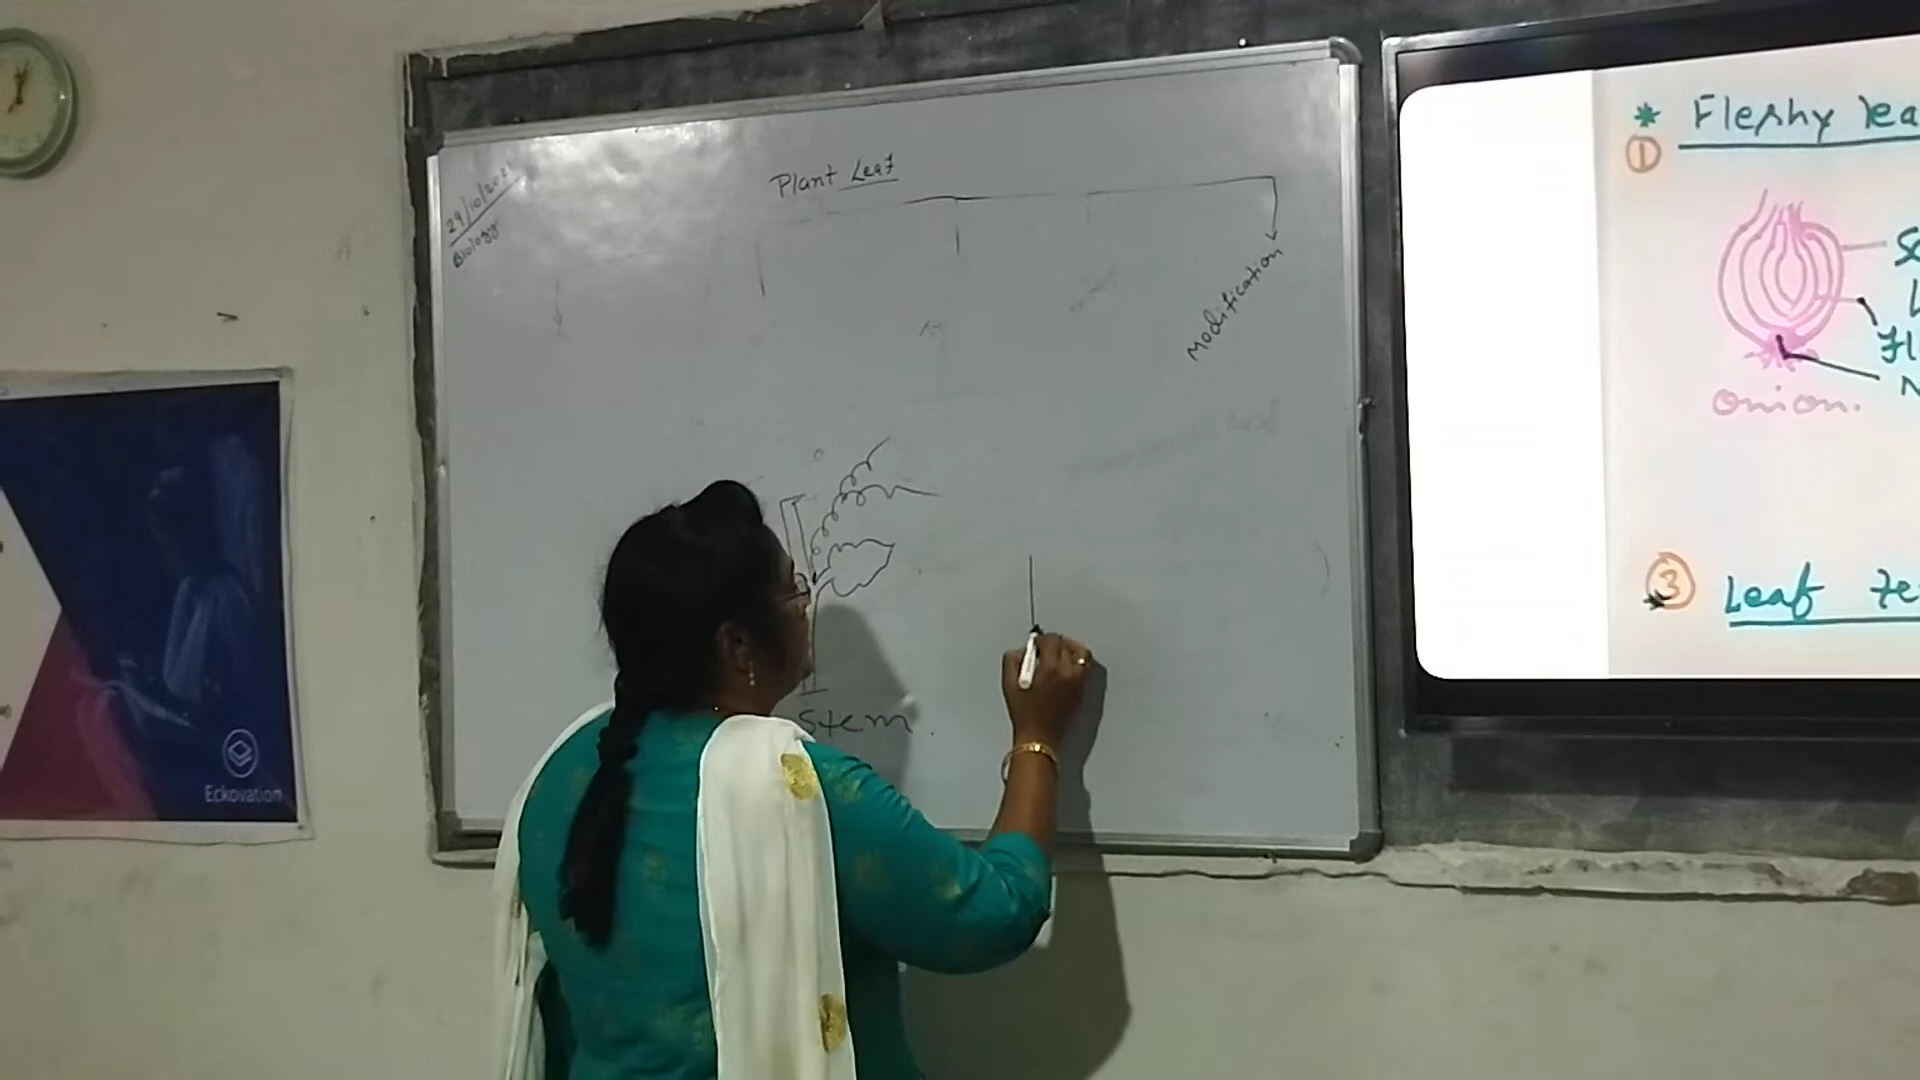 29/10/2021
Biology
Plant Leaf
Modification
Stem.
Eckovation
* Fleshy lea
①
onion.
③ Leaf Te